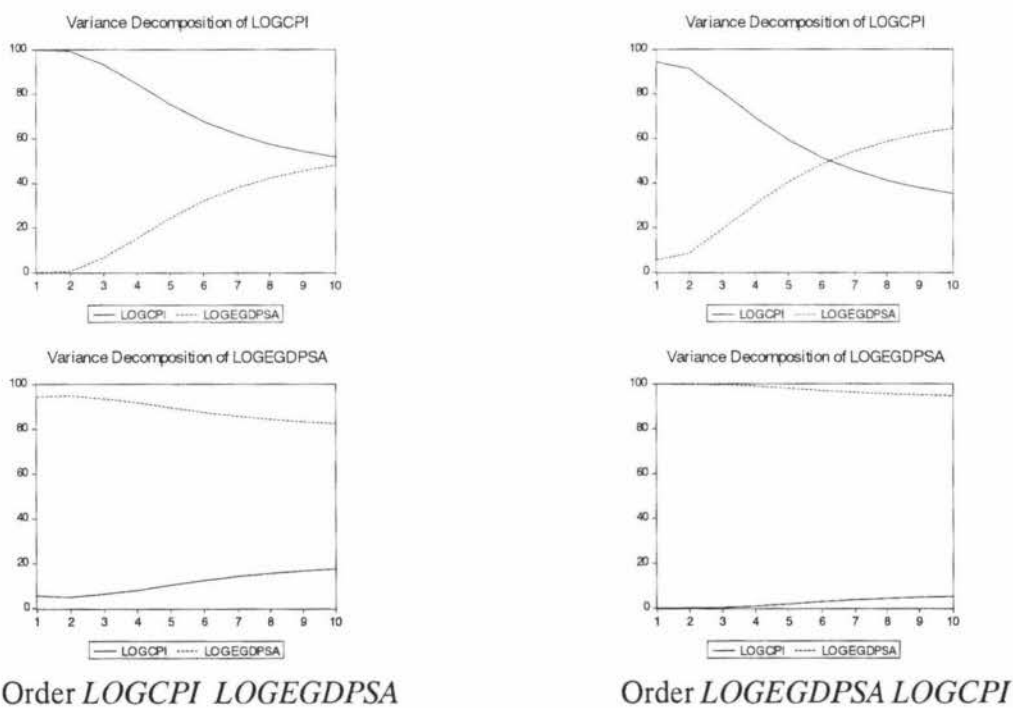 Variance Decomposition of LOGCPI
100
80
60
40
20
0
1 2 3 4 5 6 7 8 9 10
LOGCPI LOGEGDPSA
Variance Decomposition of LOGCPI
100
80
60
40
20
0
1 2 3 4 5 6 7 8 9 10
LOGCPI LOGEGDPSA
Variance Decomposition of LOGEGDPSA
100
80
60
40
20
0
1 2 3 4 5 6 7 8 9 10
LOGCPI LOGEGDPSA
Variance Decomposition of LOGEGDPSA
100
80
60
40
20
0
1 2 3 4 5 6 7 8 9 10
LOGCPI LOGEGDPSA
Order LOGCPI LOGEGDPSA
Order LOGEGDPSA LOGCPI